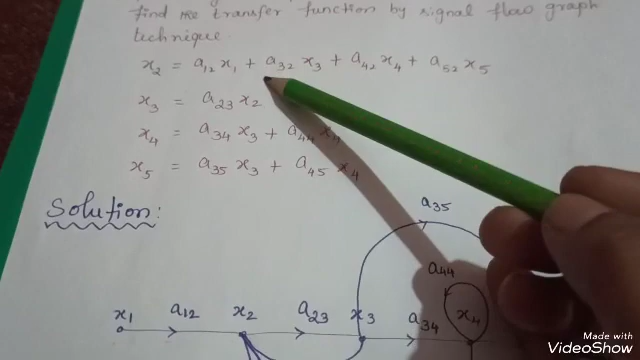 find the transfer function by signal flow graph
technique.
x₂ = a₁₂ x₁ + a₃₂ x₃ + a₄₂ x₄ + a₅₂ x₅
x₃ = a₂₃ x₂
x₄ = a₃₄ x₃ + a₄₄ x₄
x₅ = a₃₅ x₃ + a₄₅ x₄
Solution:
a₃₅
a₄₄
x₁ a₁₂ x₂ a₂₃ x₃ a₃₄ x₄
Made with
VideoShow